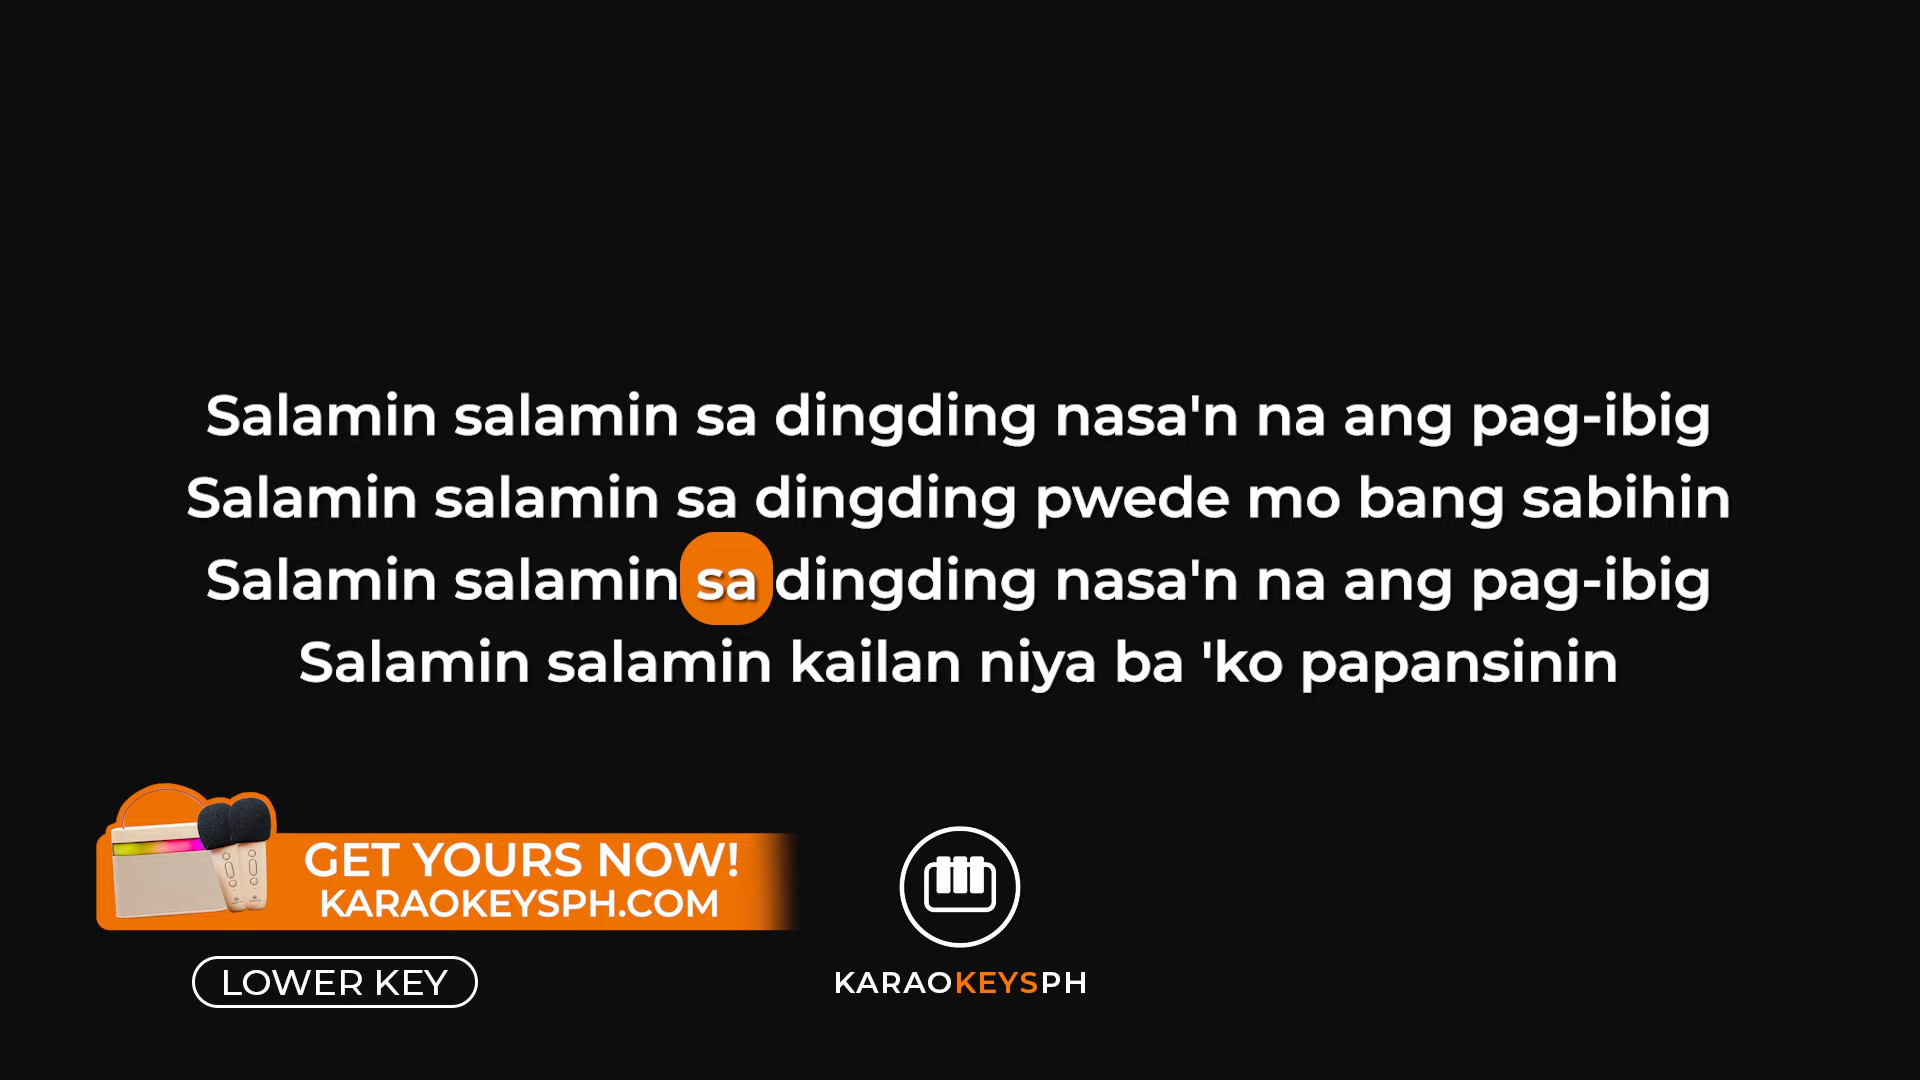 Salamin salamin sa dingding nasa'n na ang pag-ibig
Salamin salamin sa dingding pwede mo bang sabihin
Salamin salamin sa dingding nasa'n na ang pag-ibig
Salamin salamin kailan niya ba 'ko papansinin
GET YOURS NOW!
KARAOKEYSPH.COM
LOWER KEY
KARAOKEYSPH